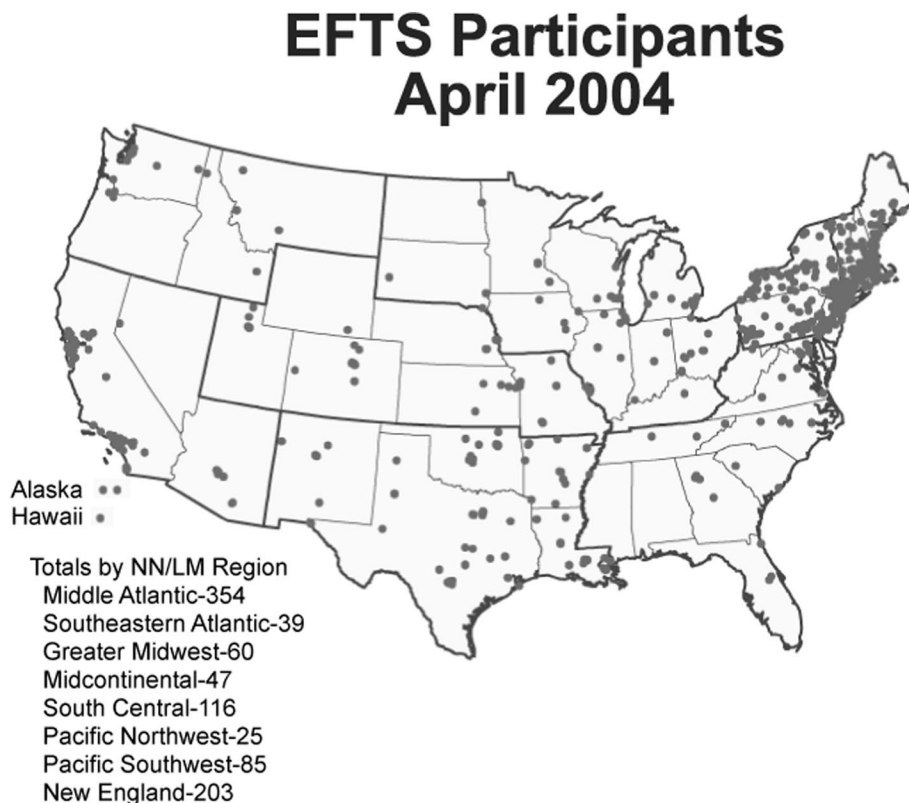 EFTS Participants
April 2004
Alaska
Hawaii
Totals by NN/LM Region
Middle Atlantic-354
Southeastern Atlantic-39
Greater Midwest-60
Midcontinental-47
South Central-116
Pacific Northwest-25
Pacific Southwest-85
New England-203